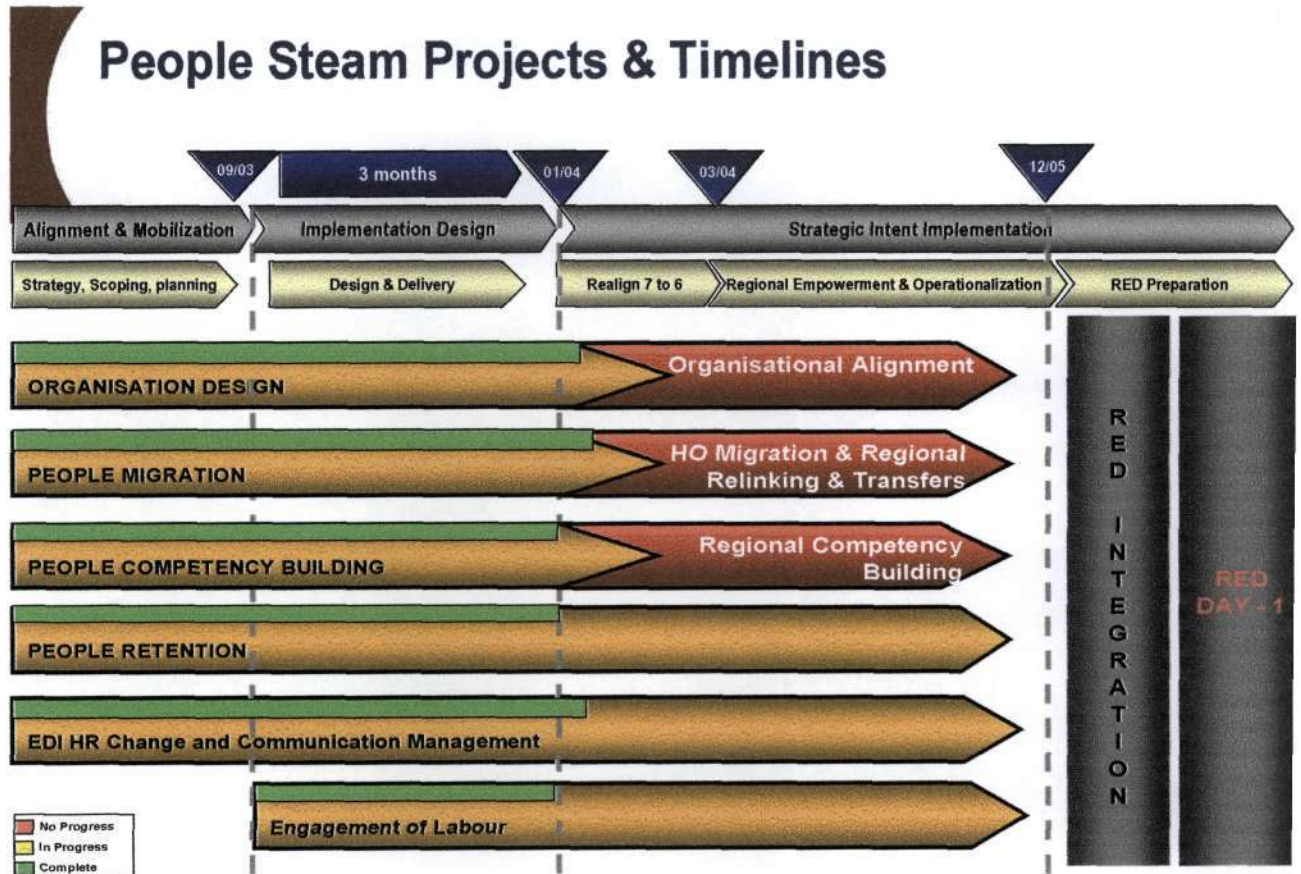 People Steam Projects & Timelines
09/03
3 months
01/04
03/04
12/05
Alignment & Mobilization
Implementation Design
Strategic Intent Implementation
Strategy, Scoping, planning
Design & Delivery
Realign 7 to 6
Regional Empowerment & Operationalization
RED Preparation
ORGANISATION DESIGN
Organisational Alignment
PEOPLE MIGRATION
HO Migration & Regional
Relinking & Transfers
PEOPLE COMPETENCY BUILDING
Regional Competency
Building
PEOPLE RETENTION
EDI HR Change and Communication Management
Engagement of Labour
RED INTEGRATION
RED
DAY - 1
No Progress
In Progress
Complete